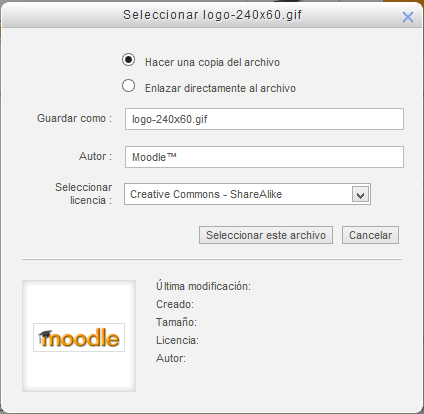 Seleccionar logo-240x60.gif
Hacer una copia del archivo
Enlazar directamente al archivo
Guardar como :
logo-240x60.gif
Autor :
Moodle™
Seleccionar
licencia :
Creative Commons - ShareAlike
Seleccionar este archivo
Cancelar
moodle
Última modificación:
Creado:
Tamaño:
Licencia:
Autor: